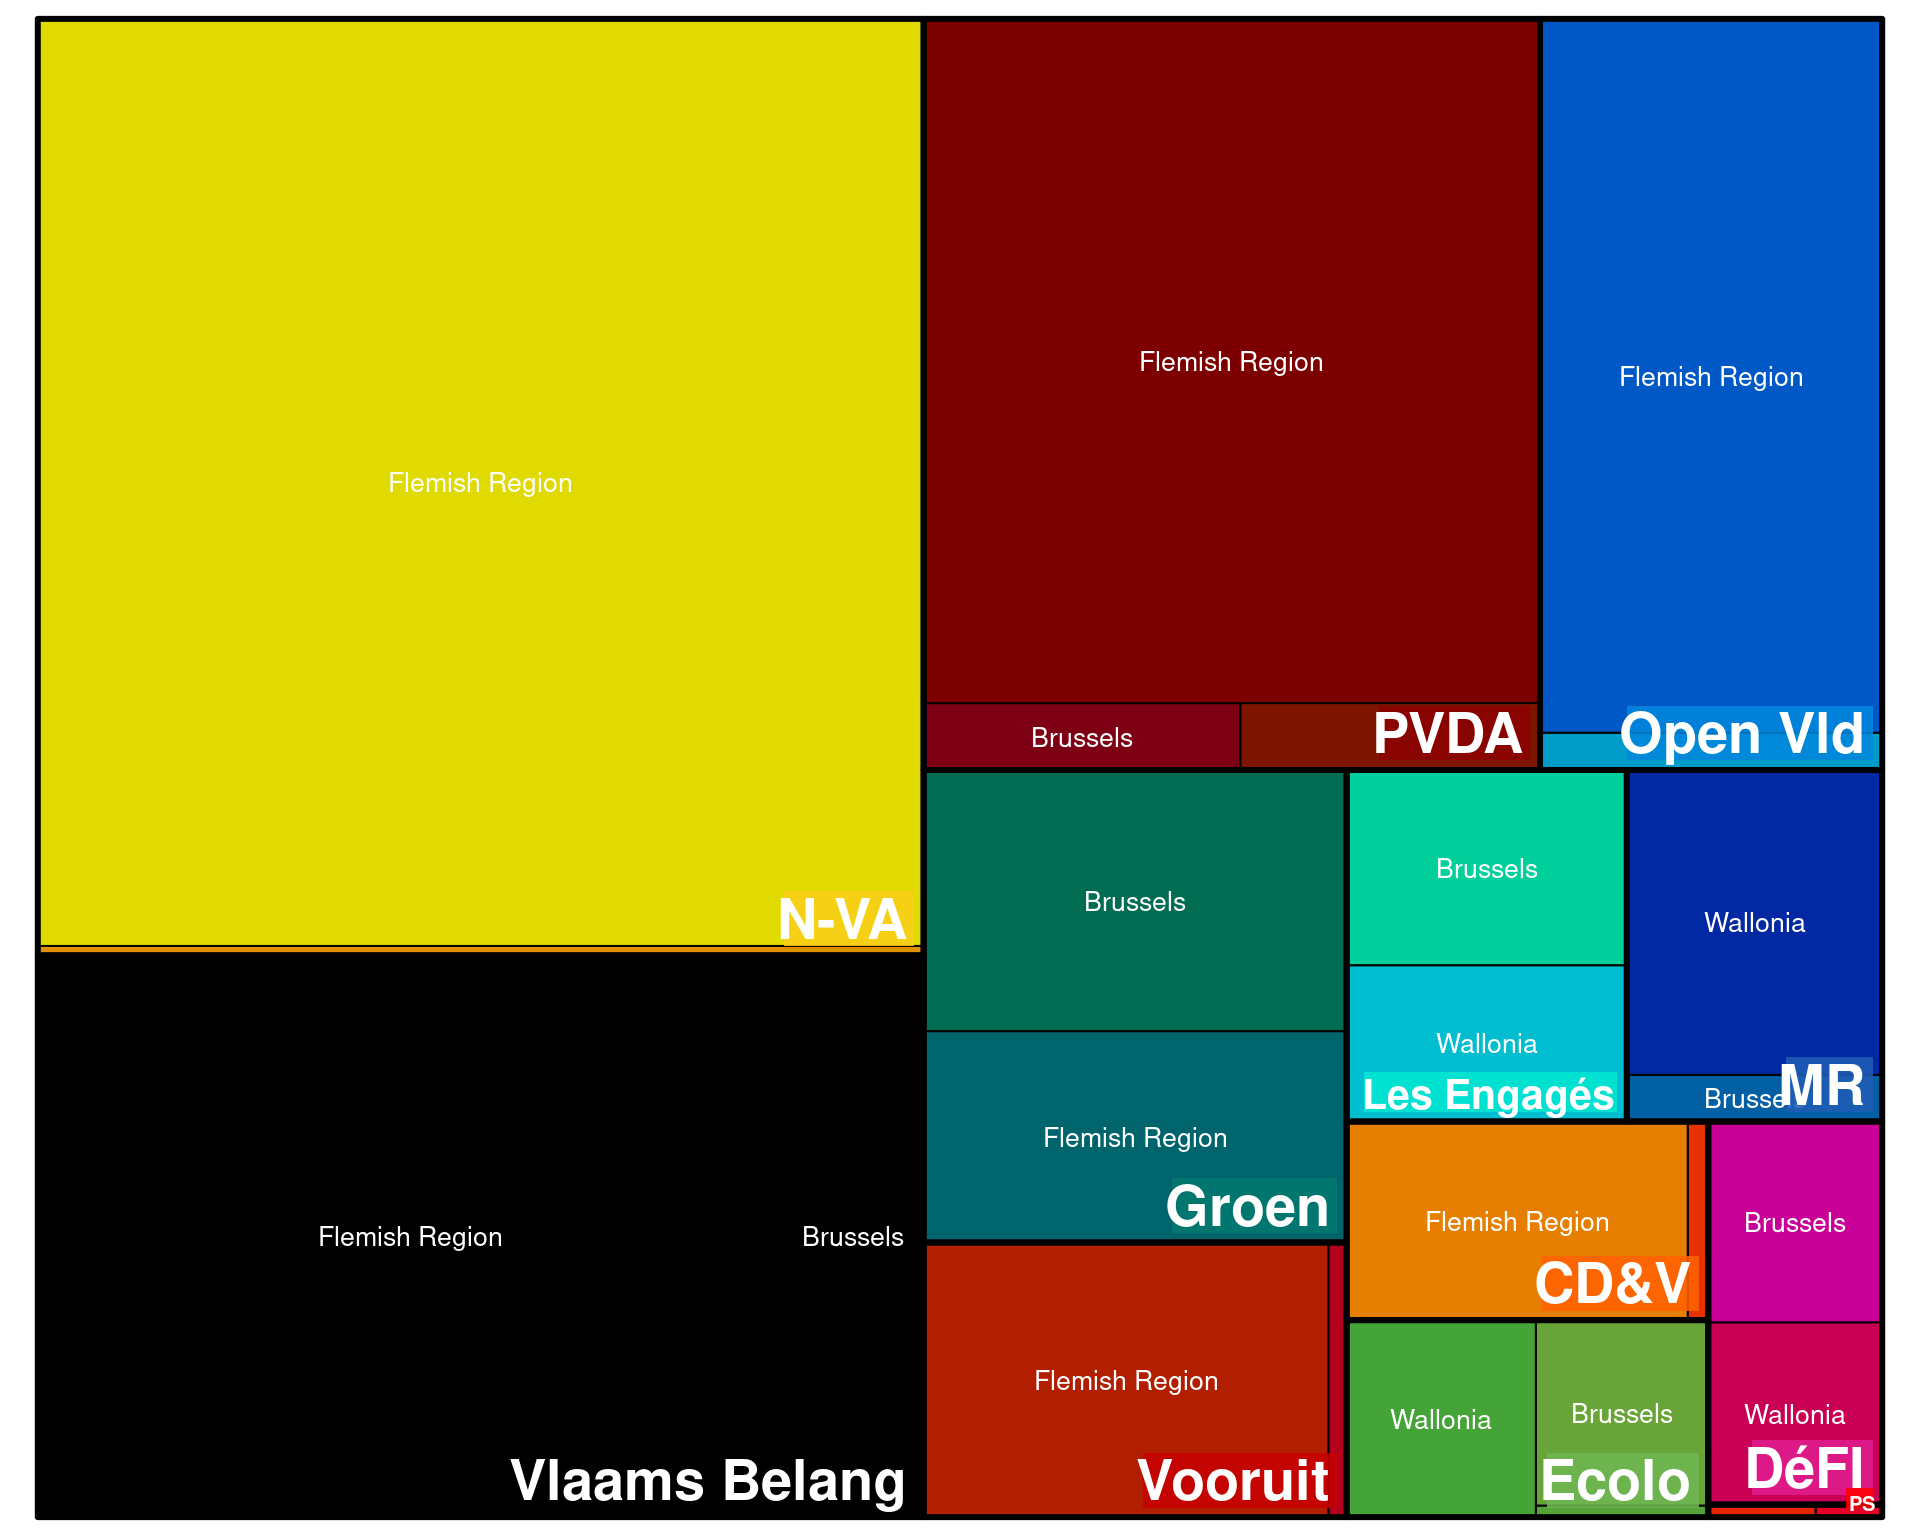 Flemish Region
N-VA
Flemish Region
Brussels
Vlaams Belang
Flemish Region
Brussels
PVDA
Flemish Region
Open Vld
Brussels
Flemish Region
Groen
Flemish Region
Vooruit
Brussels
Wallonia
Les Engagés
Wallonia
Brussels
MR
Flemish Region
CD&V
Wallonia
Brussels
Ecolo
Brussels
Wallonia
DéFI
PS